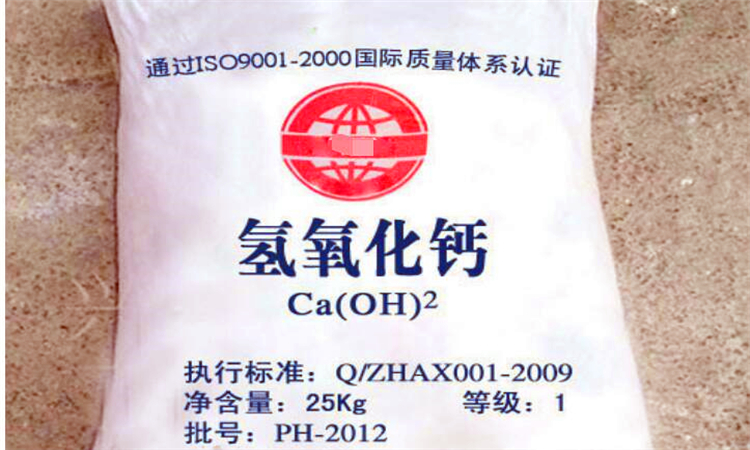 通过ISO9001-2000国际质量体系认证
氢氧化钙
Ca(OH)²
执行标准：Q/ZHAX001-2009
净含量：25Kg 等级：1
批号：PH-2012